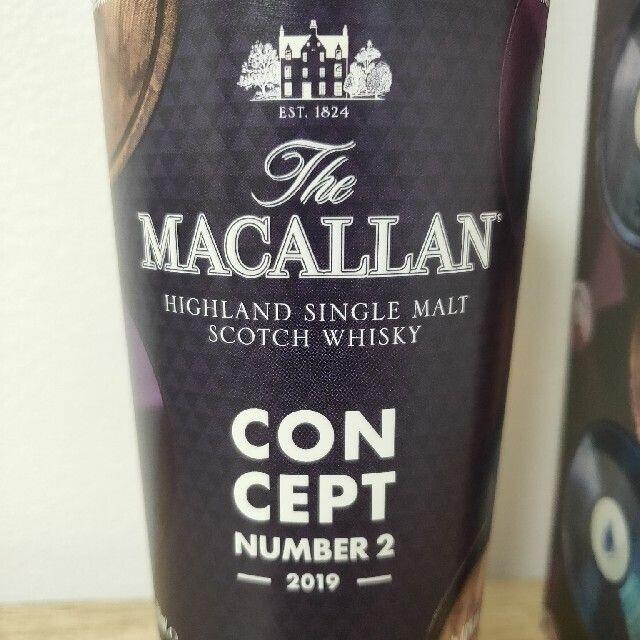 EST. 1824
The
MACALLAN
HIGHLAND SINGLE MALT
SCOTCH WHISKY
CON
CEPT
NUMBER 2
2019